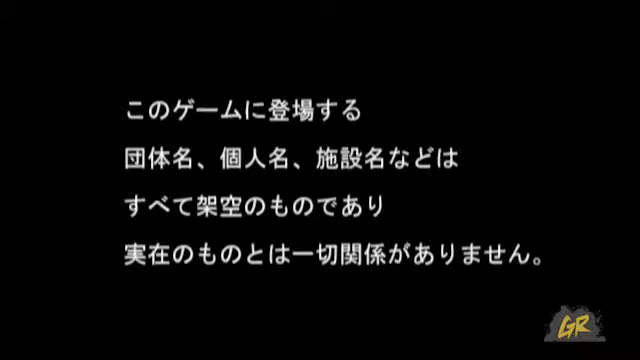 このゲームに登場する
団体名、個人名、施設名などは
すべて架空のものであり
実在のものとは一切関係がありません。
GR